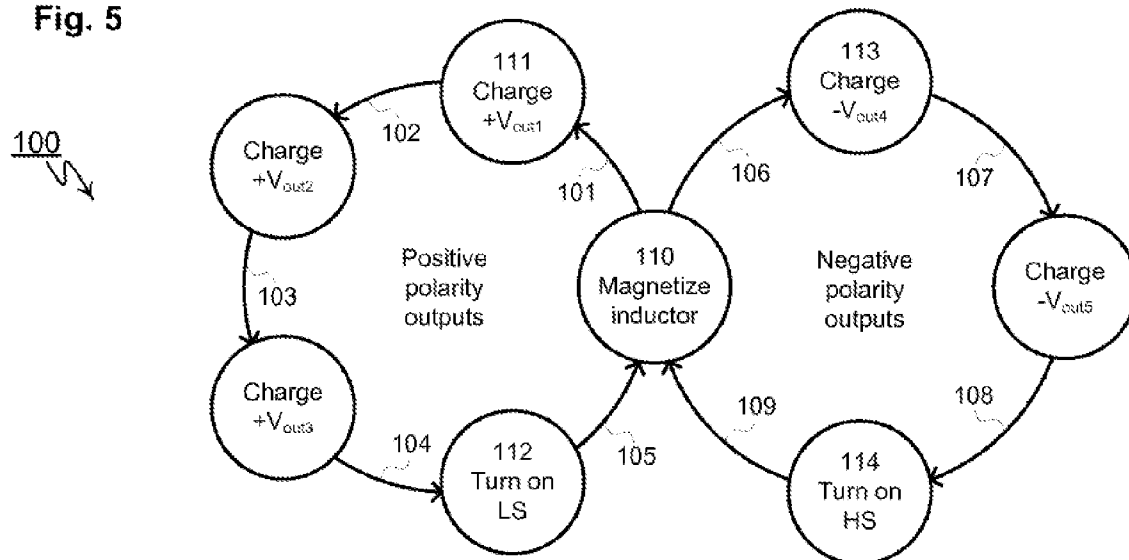 Fig. 5
100
111
Charge
+Vout1
113
Charge
-Vout4
102
101
106
107
Charge
+Vout2
Positive
polarity
outputs
110
Magnetize
inductor
Negative
polarity
outputs
Charge
-Vout5
103
Charge
+Vout3
104
112
Turn on
LS
105
109
114
Turn on
HS
108